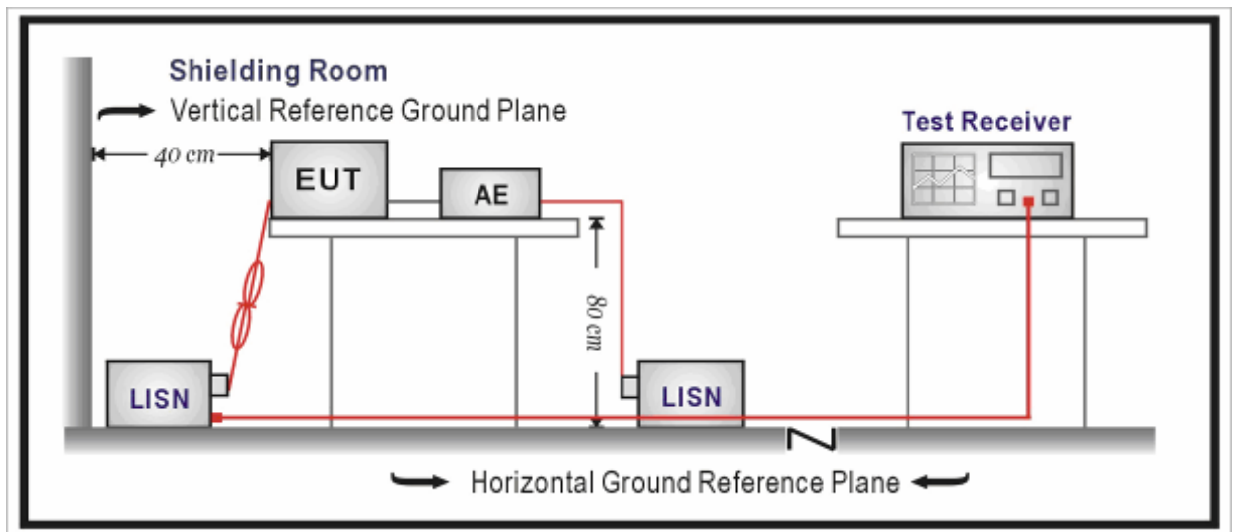 Shielding Room
Vertical Reference Ground Plane
Test Receiver
40 cm
EUT
AE
80 cm
LISN
LISN
Horizontal Ground Reference Plane